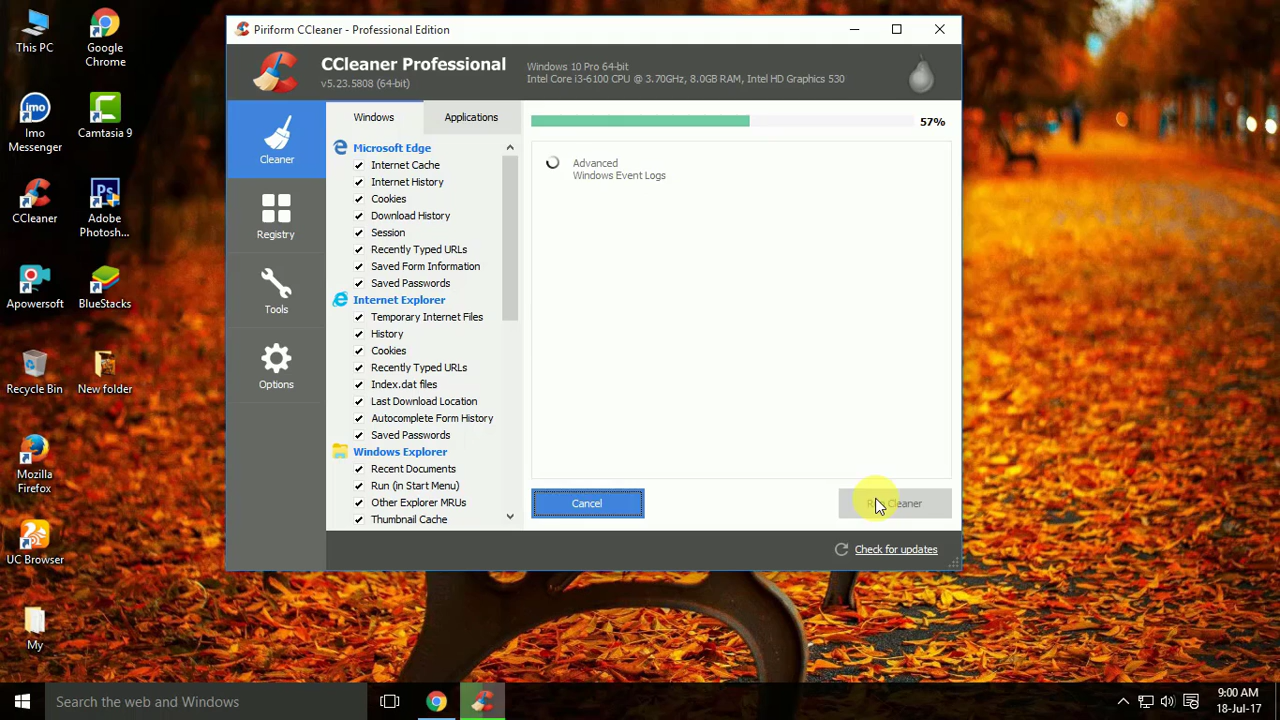 This PC
Google
Chrome
Imo
Messenger
Camtasia 9
CCleaner
Adobe
Photosh...
Apowersoft
BlueStacks
Recycle Bin
New folder
Mozilla
Firefox
UC Browser
My
Piriform CCleaner - Professional Edition
CCleaner Professional
v5.23.5808 (64-bit)
Windows 10 Pro 64-bit
Intel Core i3-6100 CPU @ 3.70GHz, 8.0GB RAM, Intel HD Graphics 530
Cleaner
Registry
Tools
Options
Windows
Applications
Microsoft Edge
Internet Cache
Internet History
Cookies
Download History
Session
Recently Typed URLs
Saved Form Information
Saved Passwords
Internet Explorer
Temporary Internet Files
History
Cookies
Recently Typed URLs
Index.dat files
Last Download Location
Autocomplete Form History
Saved Passwords
Windows Explorer
Recent Documents
Run (in Start Menu)
Other Explorer MRUs
Thumbnail Cache
57%
Advanced
Windows Event Logs
Cancel
Run Cleaner
Check for updates
Search the web and Windows
9:00 AM
18-Jul-17